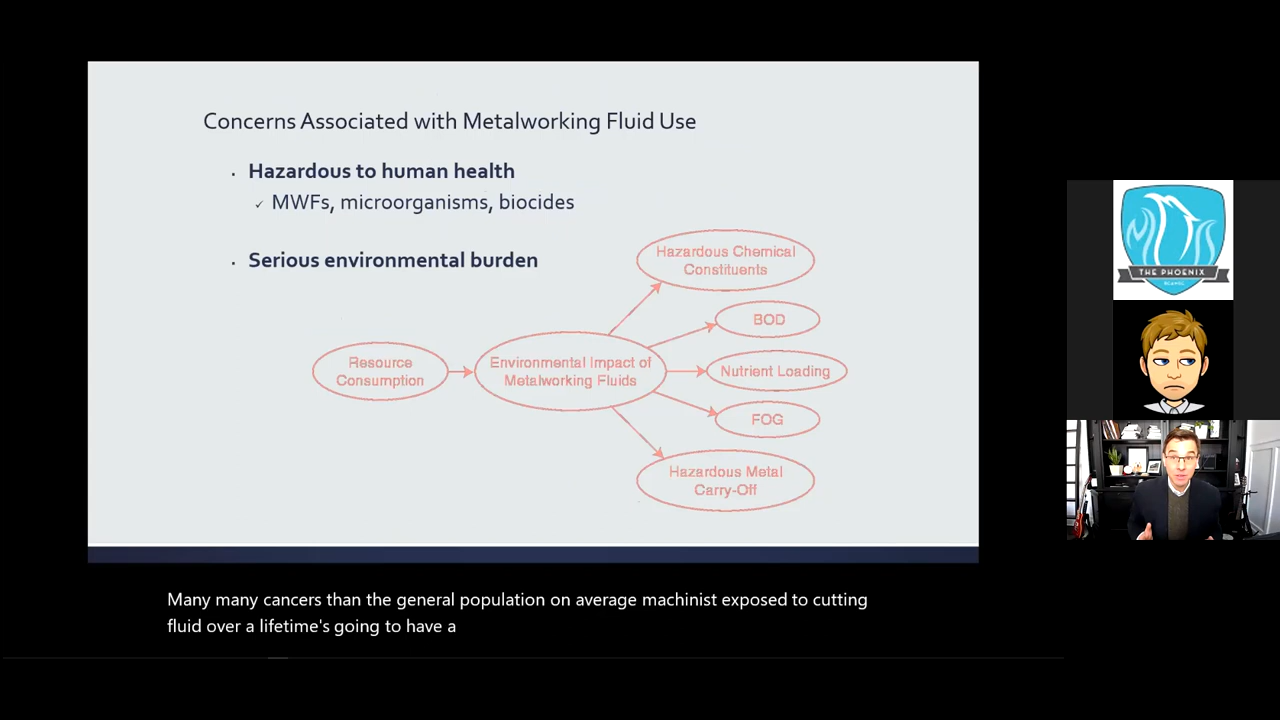 Concerns Associated with Metalworking Fluid Use
Hazardous to human health
MWFs, microorganisms, biocides
Serious environmental burden
Hazardous Chemical
Constituents
BOD
Resource
Consumption
Environmental Impact of
Metalworking Fluids
Nutrient Loading
FOG
Hazardous Metal
Carry-Off
THE PHOENIX
Many many cancers than the general population on average machinist exposed to cutting
fluid over a lifetime's going to have a